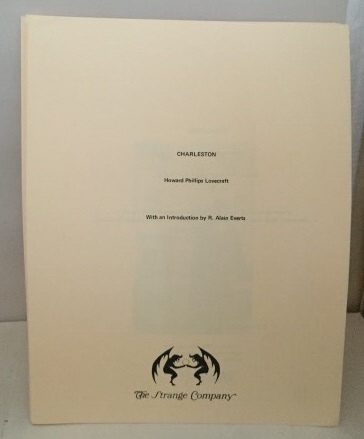 CHARLESTON
Howard Phillips Lovecraft
With an Introduction by R. Alain Everts
The Strange Company